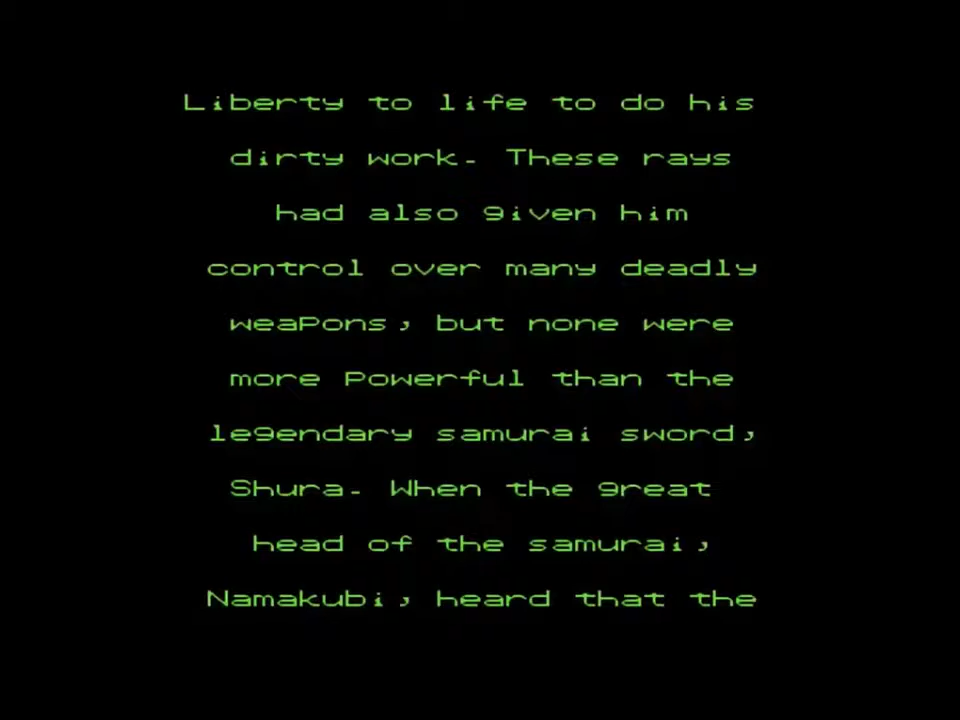 Liberty to life to do his
dirty work. These rays
had also given him
control over many deadly
weapons, but none were
more powerful than the
legendary samurai sword,
Shura. When the great
head of the samurai,
Namakubi, heard that the